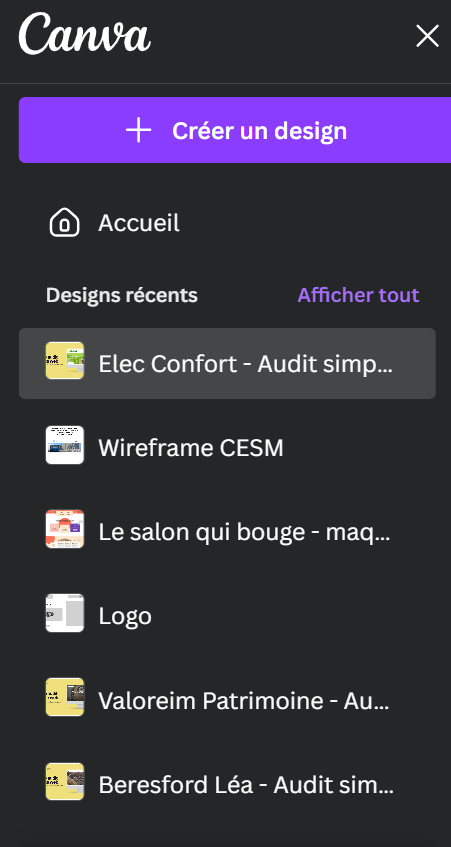 Canva
Créer un design
Accueil
Designs récents
Afficher tout
Elec Confort - Audit simp...
Wireframe CESM
Le salon qui bouge - maq...
Logo
Valoreim Patrimoine - Au...
Beresford Léa - Audit sim...